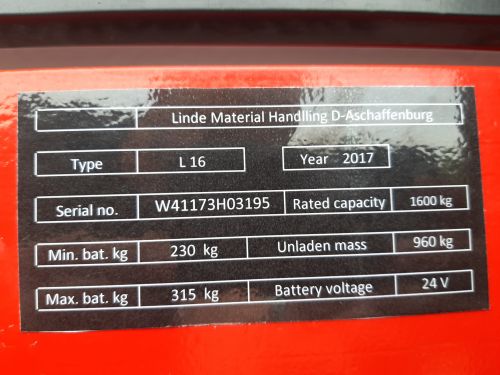 Linde Material Handlling D-Aschaffenburg
Type L 16 Year 2017
Serial no. W41173H03195 Rated capacity 1600 kg
Min. bat. kg 230 kg Unladen mass 960 kg
Max. bat. kg 315 kg Battery voltage 24 V